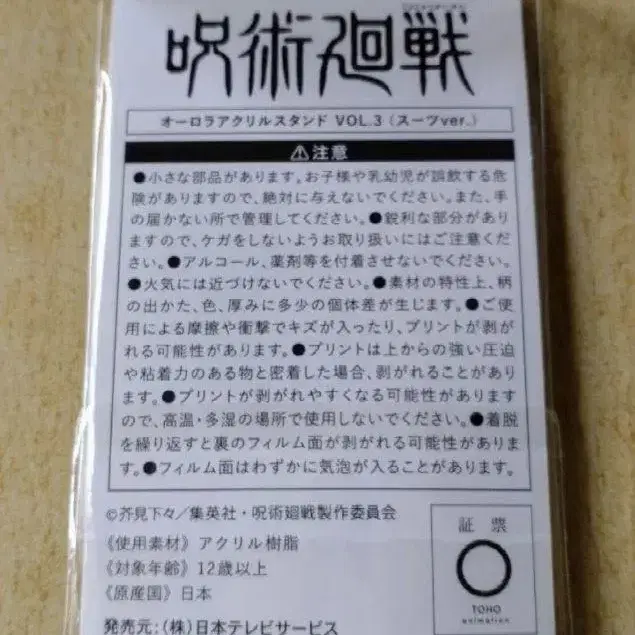 呪術廻戦
オーロラアクリルスタンド VOL.3 (スーツver.)
⚠注意
●小さな部品があります。お子様や乳幼児が誤飲する危
険がありますので、絶対に与えないでください。また、手
の届かない所で管理してください。●鋭利な部分があり
ますので、ケガをしないようお取り扱いにはご注意くだ
さい。●アルコール、薬剤等を付着させないでください。
●火気には近づけないでください。●素材の特性上、柄
の出かた、色、厚みに多少の個体差が生じます。●ご使
用による摩擦や衝撃でキズが入ったり、プリントが剥が
れる可能性があります。●プリントは上からの強い圧迫
や粘着力のある物と密着した場合、剥がれることがあり
ます。●プリントが剥がれやすくなる可能性があります
ので、高温・多湿の場所で使用しないでください。●着脱
を繰り返すと裏のフィルム面が剥がれる可能性がありま
す。●フィルム面はわずかに気泡が入ることがあります。
©芥見下々／集英社・呪術廻戦製作委員会
《使用素材》アクリル樹脂
《対象年齢》12歳以上
《原産国》日本
発売元：(株)日本テレビサービス
証票
TOHO
animation